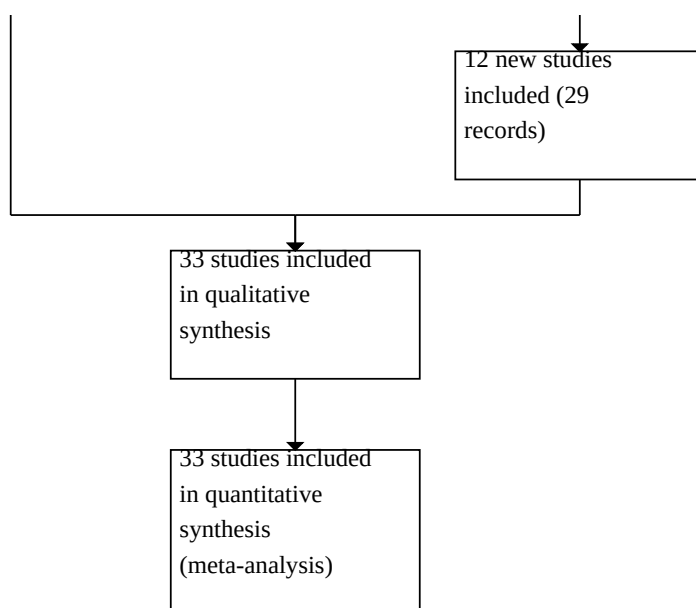 12 new studies
included (29
records)
33 studies included
in qualitative
synthesis
33 studies included
in quantitative
synthesis
(meta-analysis)